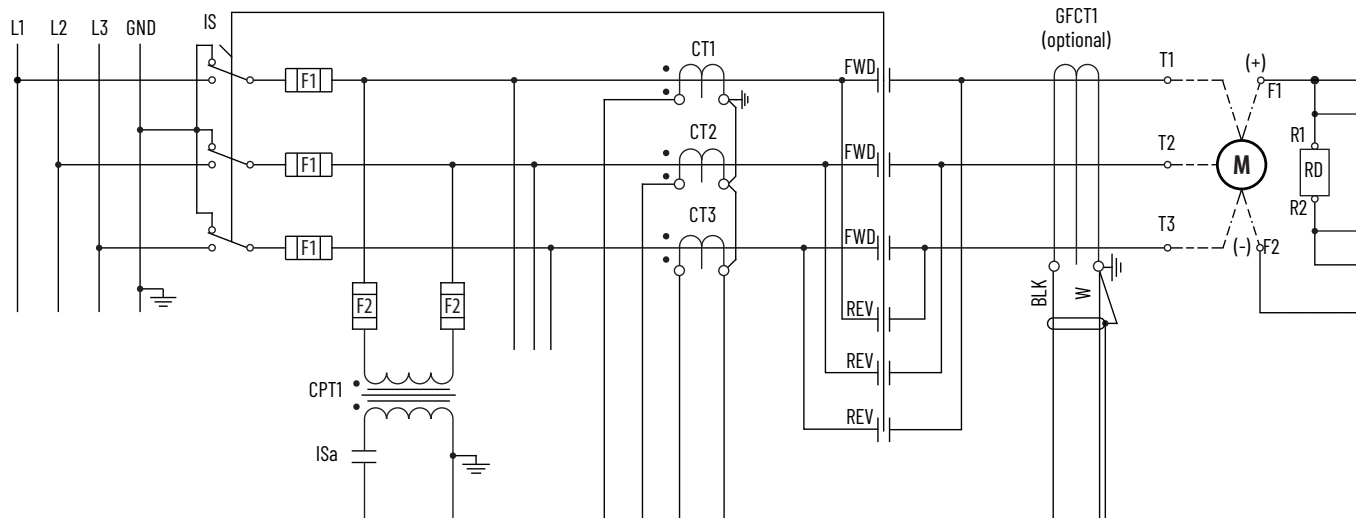 L1 L2 L3 GND IS
GFCT1
(optional)
CT1
FWD
T1
(+)
F1
F1
CT2
FWD
T2
R1
F1
M
RD
CT3
R2
FWD
T3
(-)
F2
F1
BLK
W
F2
F2
REV
REV
CPT1
REV
ISa